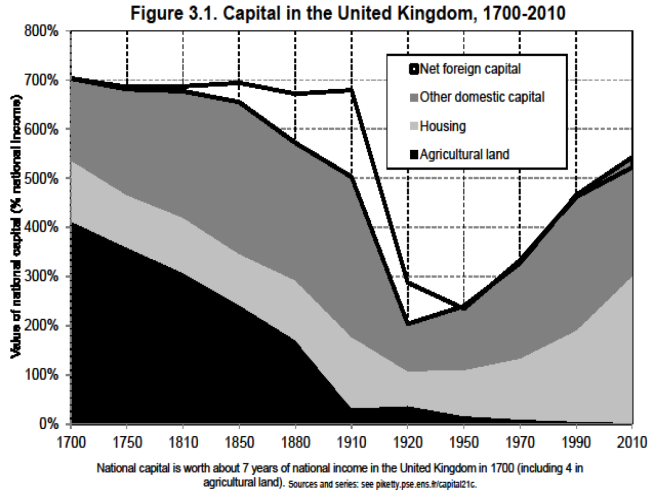 Figure 3.1. Capital in the United Kingdom, 1700-2010
Value of national capital (% national income)
800%
700%
600%
500%
400%
300%
200%
100%
0%
Net foreign capital
Other domestic capital
Housing
Agricultural land
1700 1750 1810 1850 1880 1910 1920 1950 1970 1990 2010
National capital is worth about 7 years of national income in the United Kingdom in 1700 (including 4 in
agricultural land). Sources and series: see piketty.pse.ens.fr/capital21c.